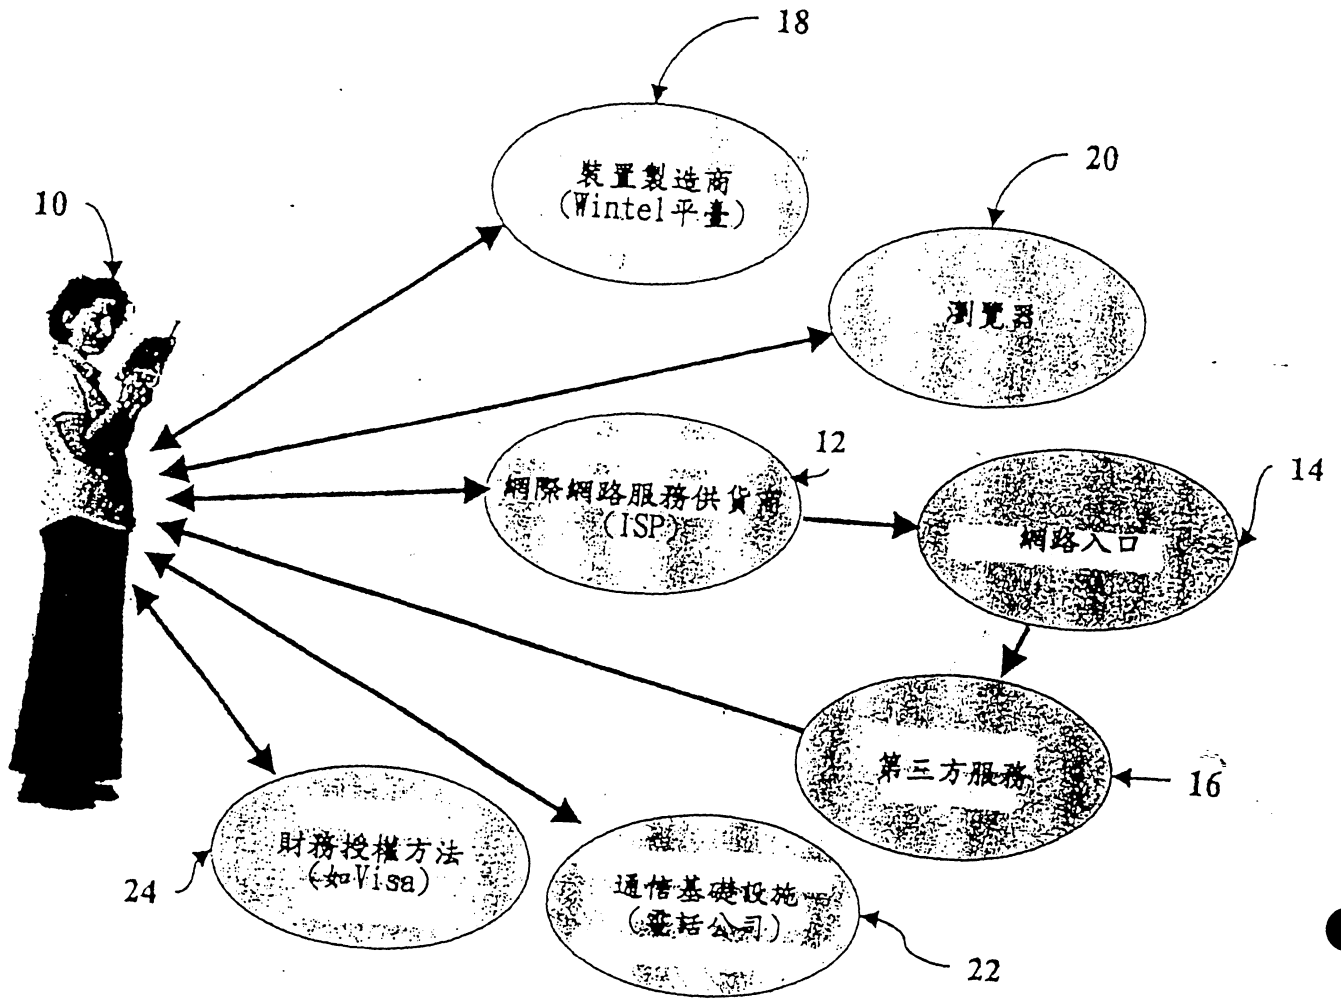 18
裝置製造商
(Wintel平臺)
20
瀏覽器
10
12
網際網路服務供貨商
(ISP)
14
網路入口
第三方服務
16
財務授權方法
(如Visa)
24
通信基礎設施
(電話公司)
22